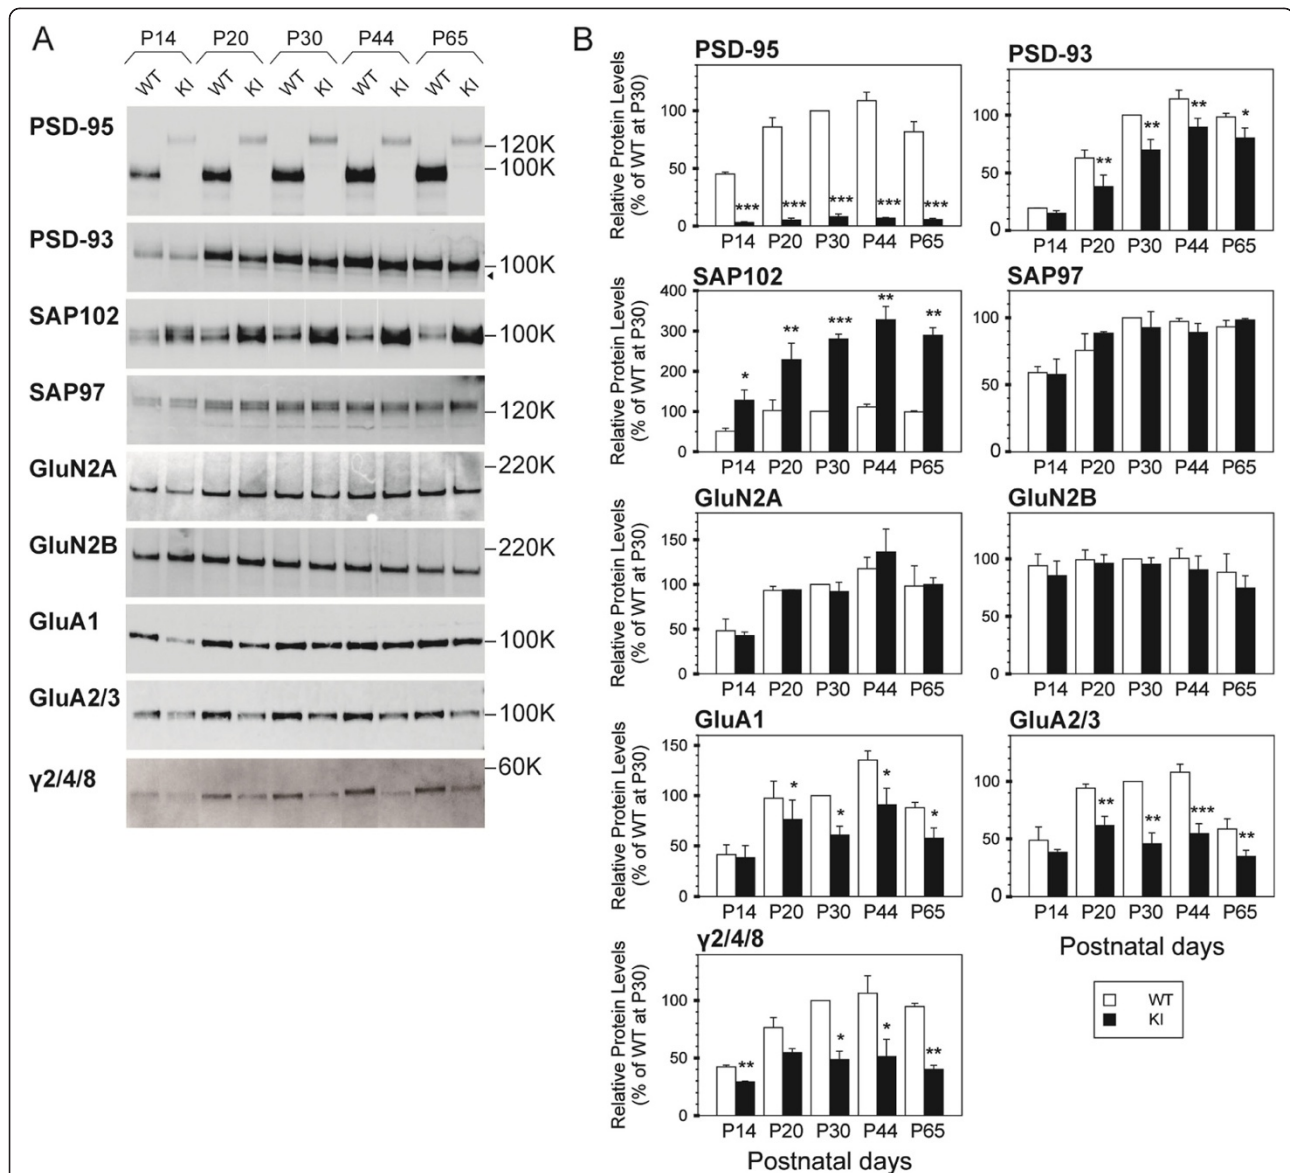 A
P14 P20 P30 P44 P65
WT KI WT KI WT KI WT KI WT KI
PSD-95
120K
100K
PSD-93
100K
SAP102
100K
SAP97
120K
GluN2A
220K
GluN2B
220K
GluA1
100K
GluA2/3
100K
γ2/4/8
60K
B
PSD-95
Relative Protein Levels
(% of WT at P30)
100
50
0
*** *** *** *** ***
P14 P20 P30 P44 P65
PSD-93
100
50
0
** ** ** *
P14 P20 P30 P44 P65
SAP102
Relative Protein Levels
(% of WT at P30)
400
300
200
100
0
* ** *** ** **
P14 P20 P30 P44 P65
SAP97
100
50
0
P14 P20 P30 P44 P65
GluN2A
Relative Protein Levels
(% of WT at P30)
150
100
50
0
P14 P20 P30 P44 P65
GluN2B
100
50
0
P14 P20 P30 P44 P65
GluA1
Relative Protein Levels
(% of WT at P30)
150
100
50
0
* * * *
P14 P20 P30 P44 P65
GluA2/3
100
50
0
** ** *** **
P14 P20 P30 P44 P65
Postnatal days
γ2/4/8
Relative Protein Levels
(% of WT at P30)
100
50
0
** * * **
P14 P20 P30 P44 P65
Postnatal days
WT
KI